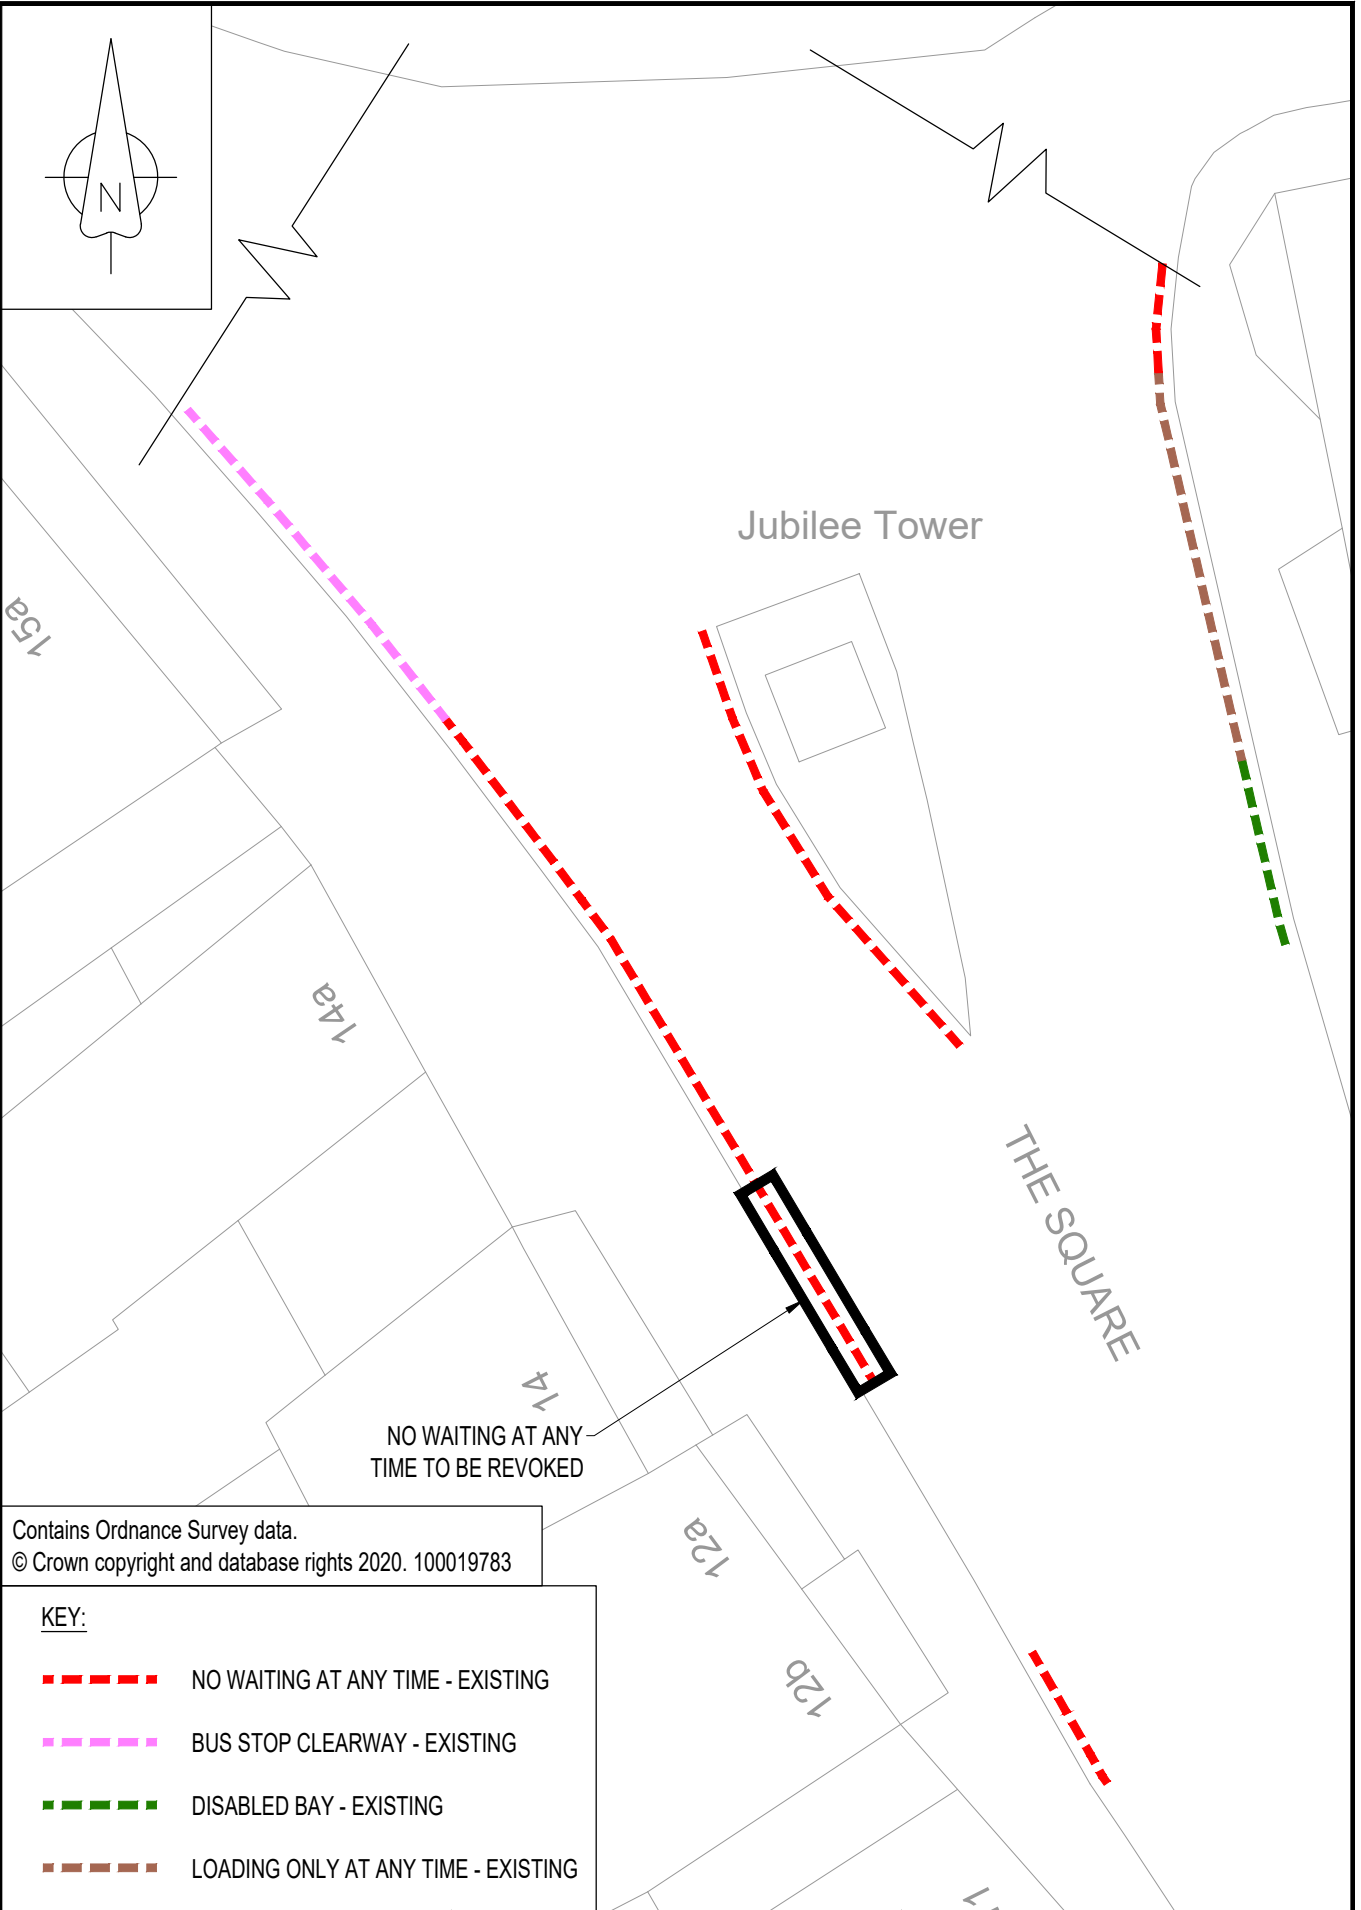 N
Jubilee Tower
15a
14a
THE SQUARE
14
NO WAITING AT ANY
TIME TO BE REVOKED
12a
Contains Ordnance Survey data.
© Crown copyright and database rights 2020. 100019783
KEY:
NO WAITING AT ANY TIME - EXISTING
12b
BUS STOP CLEARWAY - EXISTING
DISABLED BAY - EXISTING
LOADING ONLY AT ANY TIME - EXISTING